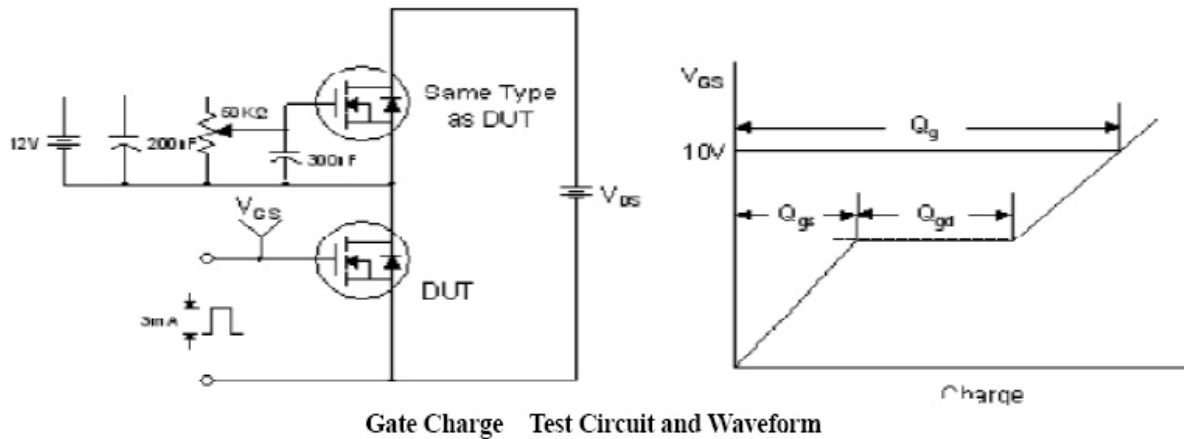 12V
200nF
50KΩ
300nF
Same Type
as DUT
VDS
VGS
DUT
3mA
VGS
Qg
10V
Qgs
Qgd
Charge
Gate Charge Test Circuit and Waveform